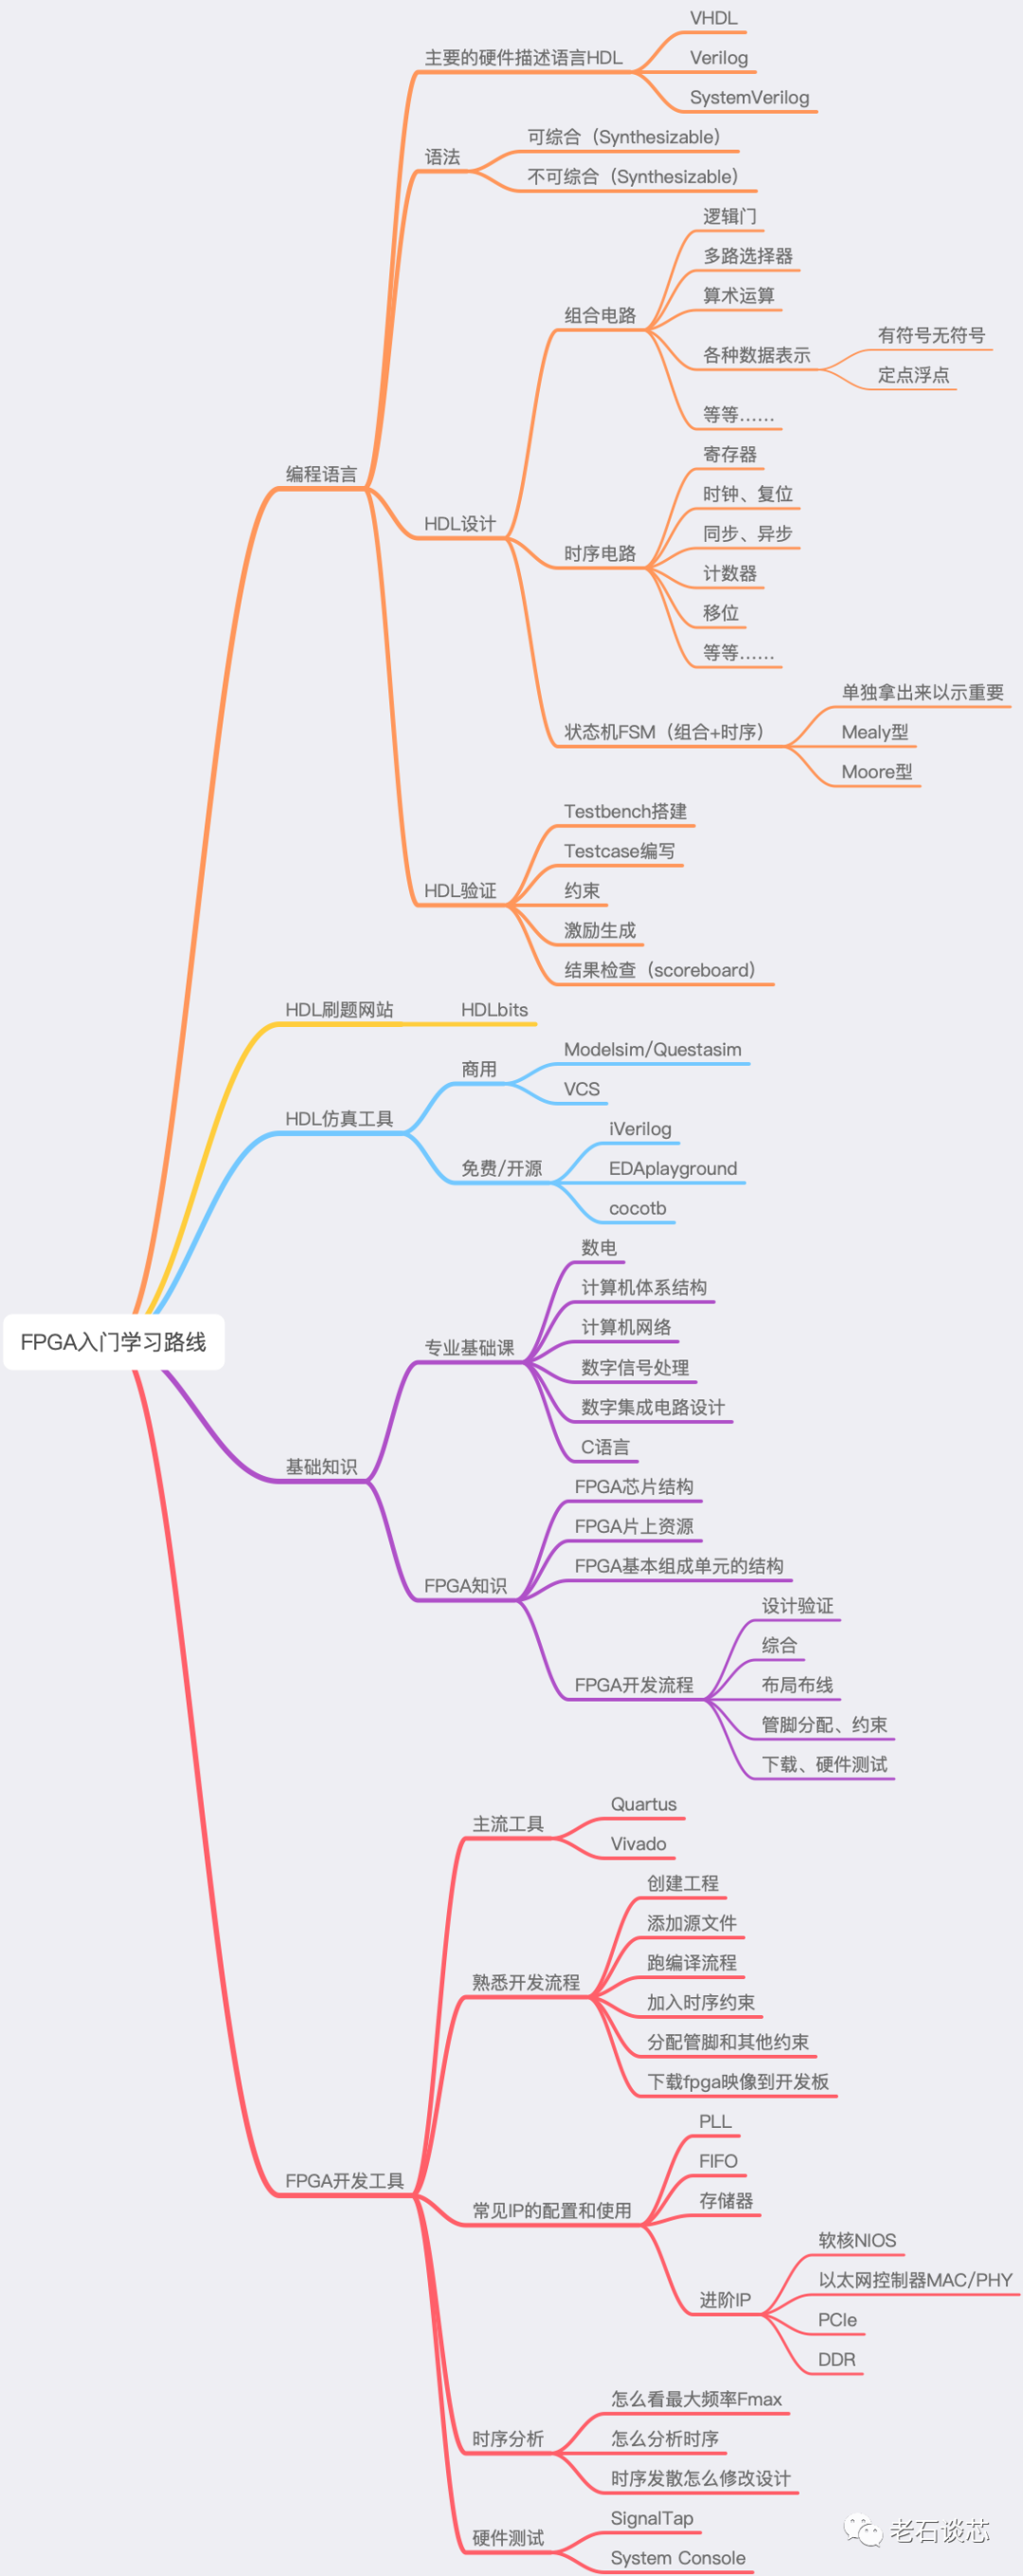 VHDL
主要的硬件描述语言HDL
Verilog
SystemVerilog
可综合（Synthesizable）
语法
不可综合（Synthesizable）
逻辑门
多路选择器
算术运算
组合电路
有符号无符号
各种数据表示
定点浮点
等等……
寄存器
编程语言
时钟、复位
HDL设计
同步、异步
时序电路
计数器
移位
等等……
单独拿出来以示重要
状态机FSM（组合+时序）
Mealy型
Moore型
Testbench搭建
Testcase编写
HDL验证
约束
激励生成
结果检查（scoreboard）
HDL刷题网站
HDLbits
Modelsim/Questasim
商用
VCS
HDL仿真工具
iVerilog
免费/开源
EDAplayground
cocotb
数电
计算机体系结构
计算机网络
FPGA入门学习路线
专业基础课
数字信号处理
数字集成电路设计
C语言
基础知识
FPGA芯片结构
FPGA片上资源
FPGA基本组成单元的结构
FPGA知识
设计验证
综合
FPGA开发流程
布局布线
管脚分配、约束
下载、硬件测试
Quartus
主流工具
Vivado
创建工程
添加源文件
跑编译流程
熟悉开发流程
加入时序约束
分配管脚和其他约束
下载fpga映像到开发板
PLL
FIFO
FPGA开发工具
存储器
常见IP的配置和使用
软核NIOS
以太网控制器MAC/PHY
进阶IP
PCIe
DDR
怎么看最大频率Fmax
时序分析
怎么分析时序
时序发散怎么修改设计
SignalTap
硬件测试
System Console
老石谈芯